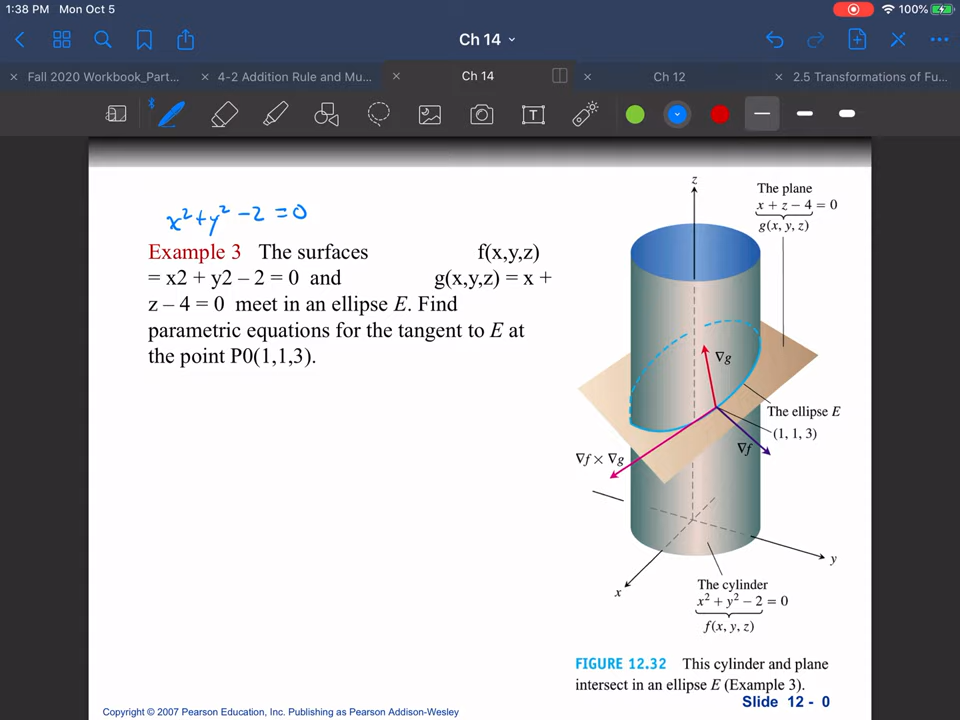 1:38 PM Mon Oct 5
100%
Ch 14
Fall 2020 Workbook_Part...
4-2 Addition Rule and Mu...
Ch 14
Ch 12
2.5 Transformations of Fu...
x² + y² - 2 = 0
Example 3 The surfaces f(x,y,z)
= x2 + y2 – 2 = 0 and g(x,y,z) = x +
z – 4 = 0 meet in an ellipse E. Find
parametric equations for the tangent to E at
the point P0(1,1,3).
z
The plane
x + z − 4 = 0
g(x, y, z)
∇g
The ellipse E
(1, 1, 3)
∇f
∇f × ∇g
y
x
The cylinder
x² + y² − 2 = 0
f(x, y, z)
FIGURE 12.32 This cylinder and plane
intersect in an ellipse E (Example 3).
Slide 12 - 0
Copyright © 2007 Pearson Education, Inc. Publishing as Pearson Addison-Wesley